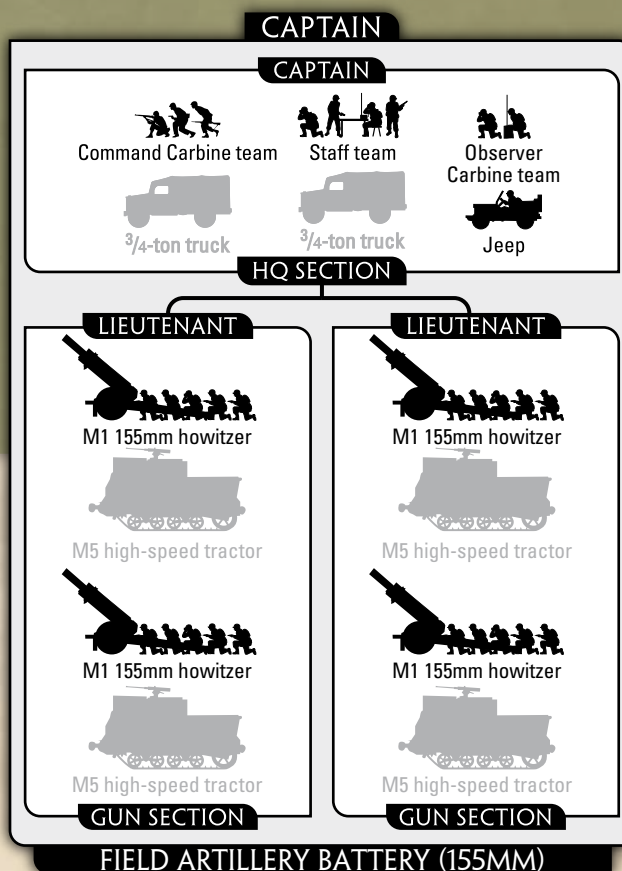 CAPTAIN
CAPTAIN
Command Carbine team
Staff team
Observer
Carbine team
3/4-ton truck
3/4-ton truck
Jeep
HQ SECTION
LIEUTENANT
M1 155mm howitzer
M5 high-speed tractor
M1 155mm howitzer
M5 high-speed tractor
GUN SECTION
LIEUTENANT
M1 155mm howitzer
M5 high-speed tractor
M1 155mm howitzer
M5 high-speed tractor
GUN SECTION
FIELD ARTILLERY BATTERY (155MM)